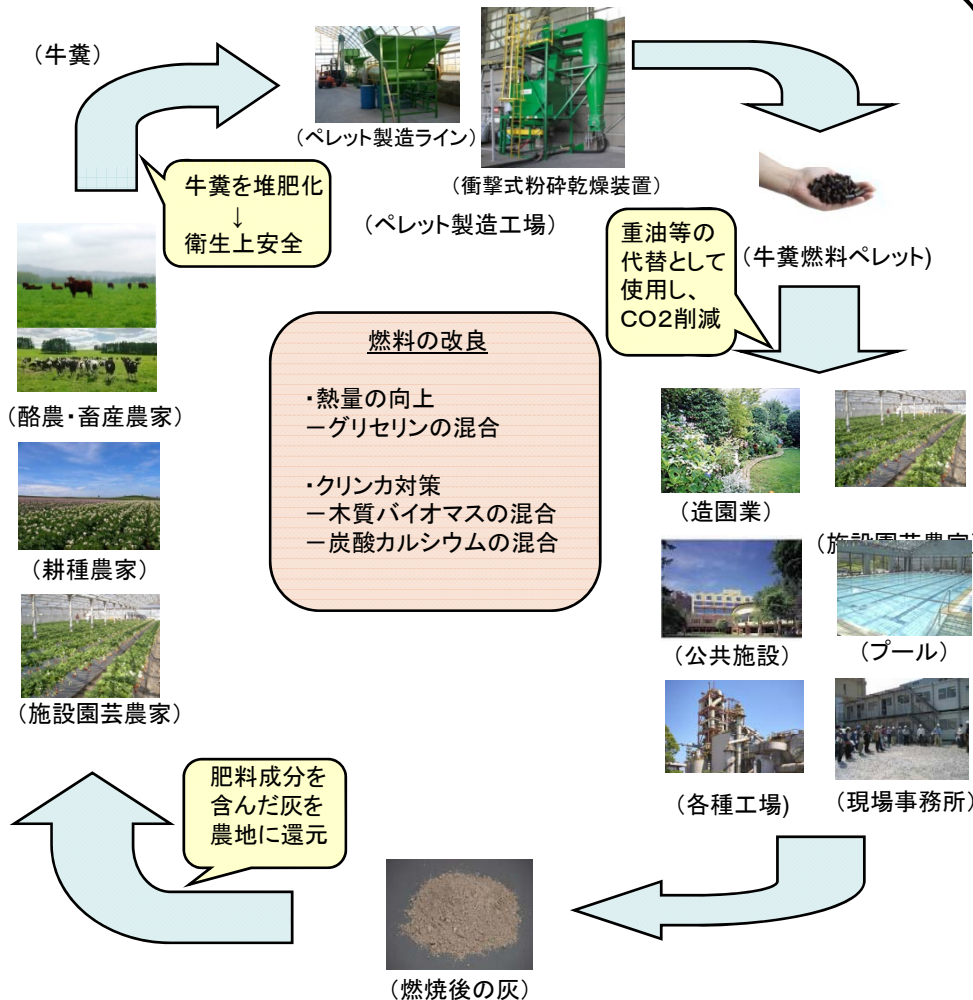 （牛糞）
（ペレット製造ライン）
（衝撃式粉砕乾燥装置）
（ペレット製造工場）
牛糞を堆肥化
↓
衛生上安全
重油等の
代替として
使用し、
ＣＯ２削減
（牛糞燃料ペレット)
燃料の改良
・熱量の向上
－グリセリンの混合
・クリンカ対策
－木質バイオマスの混合
－炭酸カルシウムの混合
（酪農・畜産農家）
（耕種農家）
（施設園芸農家）
（造園業）
（施設園芸農家）
（公共施設）
（プール）
（各種工場)
（現場事務所）
肥料成分を
含んだ灰を
農地に還元
（燃焼後の灰）